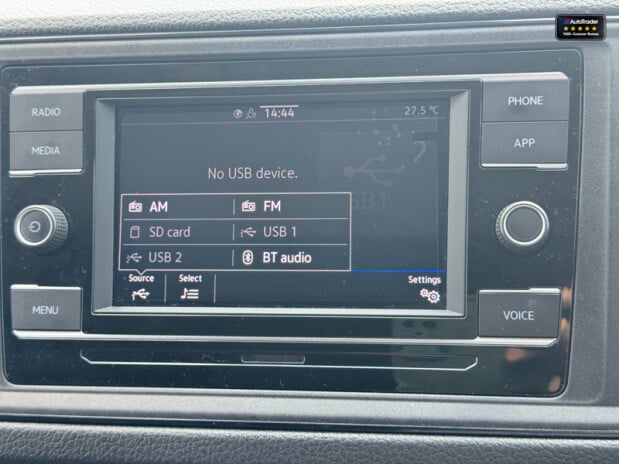 AutoTrader
RADIO
MEDIA
MENU
PHONE
APP
VOICE
14:44
27.5 °C
No USB device.
AM
FM
SD card
USB 1
USB 2
BT audio
Source
Select
Settings